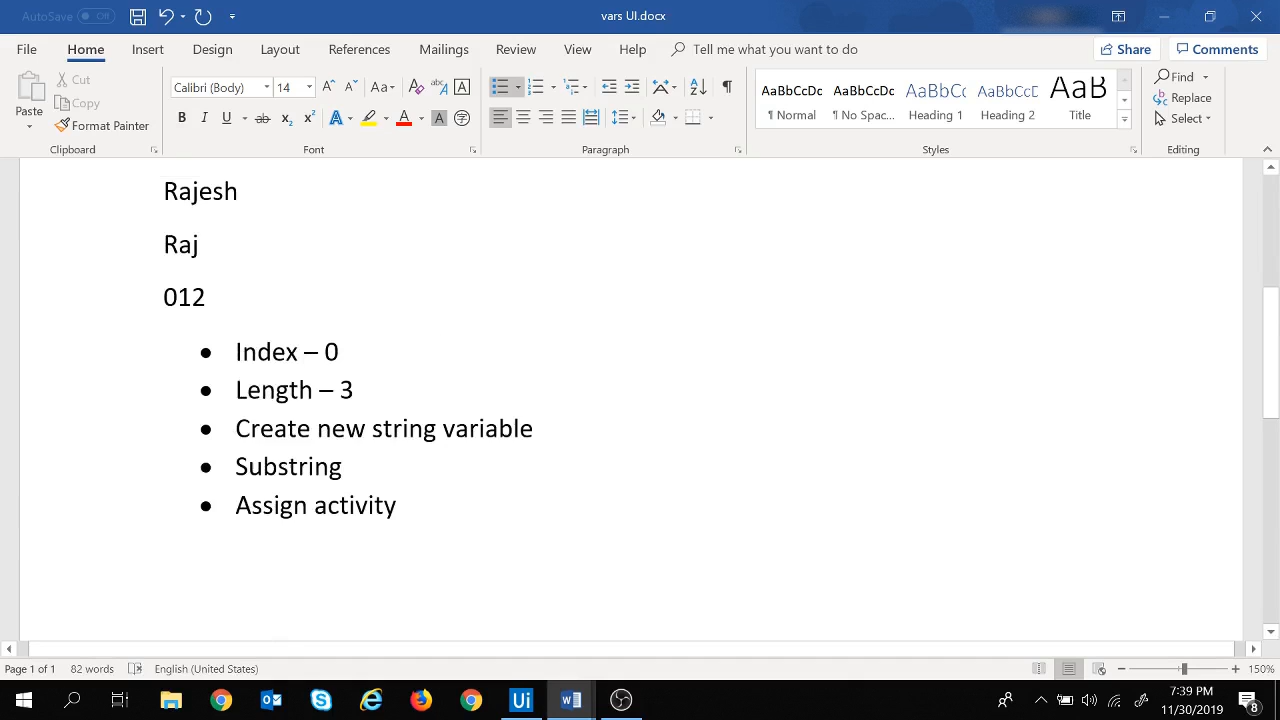 AutoSave Off
vars UI.docx
File Home Insert Design Layout References Mailings Review View Help Tell me what you want to do Share Comments
Paste
Cut
Copy
Format Painter
Calibri (Body) 14
AaBbCcDc AaBbCcDc AaBbCc AaBbCcD AaB
¶ Normal ¶ No Spac... Heading 1 Heading 2 Title
Find
Replace
Select
Clipboard Font Paragraph Styles Editing
Rajesh
Raj
012
• Index – 0
• Length – 3
• Create new string variable
• Substring
• Assign activity
Page 1 of 1 82 words English (United States) 150%
7:39 PM
11/30/2019
8